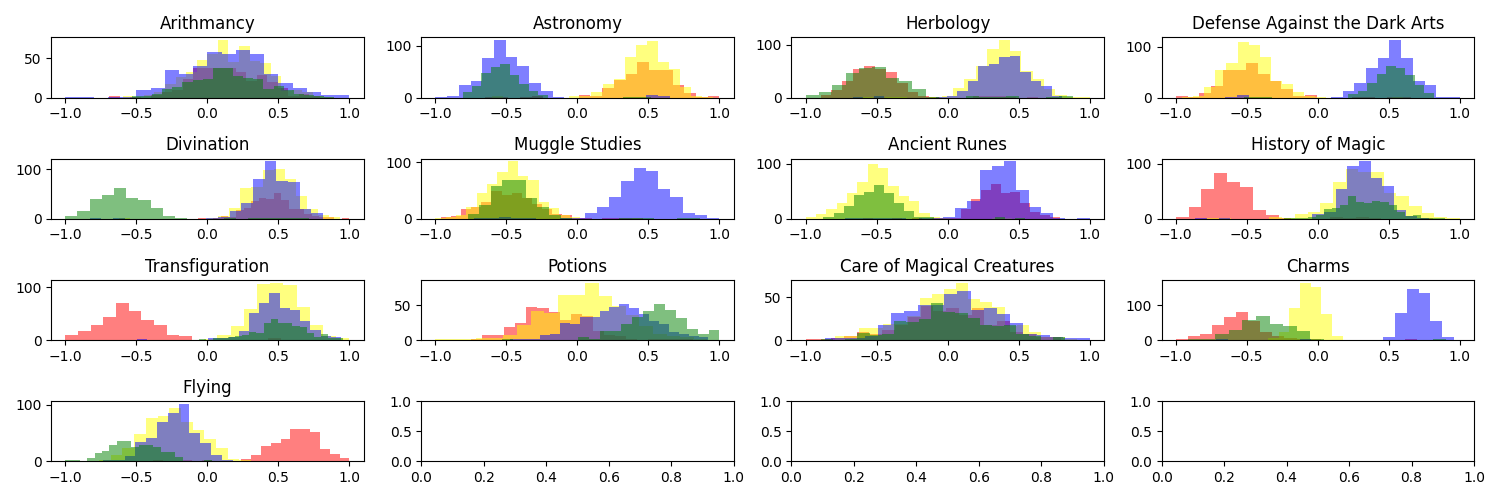 Arithmancy
Astronomy
Herbology
Defense Against the Dark Arts
50
0
−1.0 −0.5 0.0 0.5 1.0
100
0
−1.0 −0.5 0.0 0.5 1.0
100
0
−1.0 −0.5 0.0 0.5 1.0
100
0
−1.0 −0.5 0.0 0.5 1.0
Divination
Muggle Studies
Ancient Runes
History of Magic
100
0
−1.0 −0.5 0.0 0.5 1.0
100
0
−1.0 −0.5 0.0 0.5 1.0
100
0
−1.0 −0.5 0.0 0.5 1.0
100
0
−1.0 −0.5 0.0 0.5 1.0
Transfiguration
Potions
Care of Magical Creatures
Charms
100
0
−1.0 −0.5 0.0 0.5 1.0
50
0
−1.0 −0.5 0.0 0.5 1.0
50
0
−1.0 −0.5 0.0 0.5 1.0
100
0
−1.0 −0.5 0.0 0.5 1.0
Flying
100
0
−1.0 −0.5 0.0 0.5 1.0
1.0
0.5
0.0
0.0 0.2 0.4 0.6 0.8 1.0
1.0
0.5
0.0
0.0 0.2 0.4 0.6 0.8 1.0
1.0
0.5
0.0
0.0 0.2 0.4 0.6 0.8 1.0